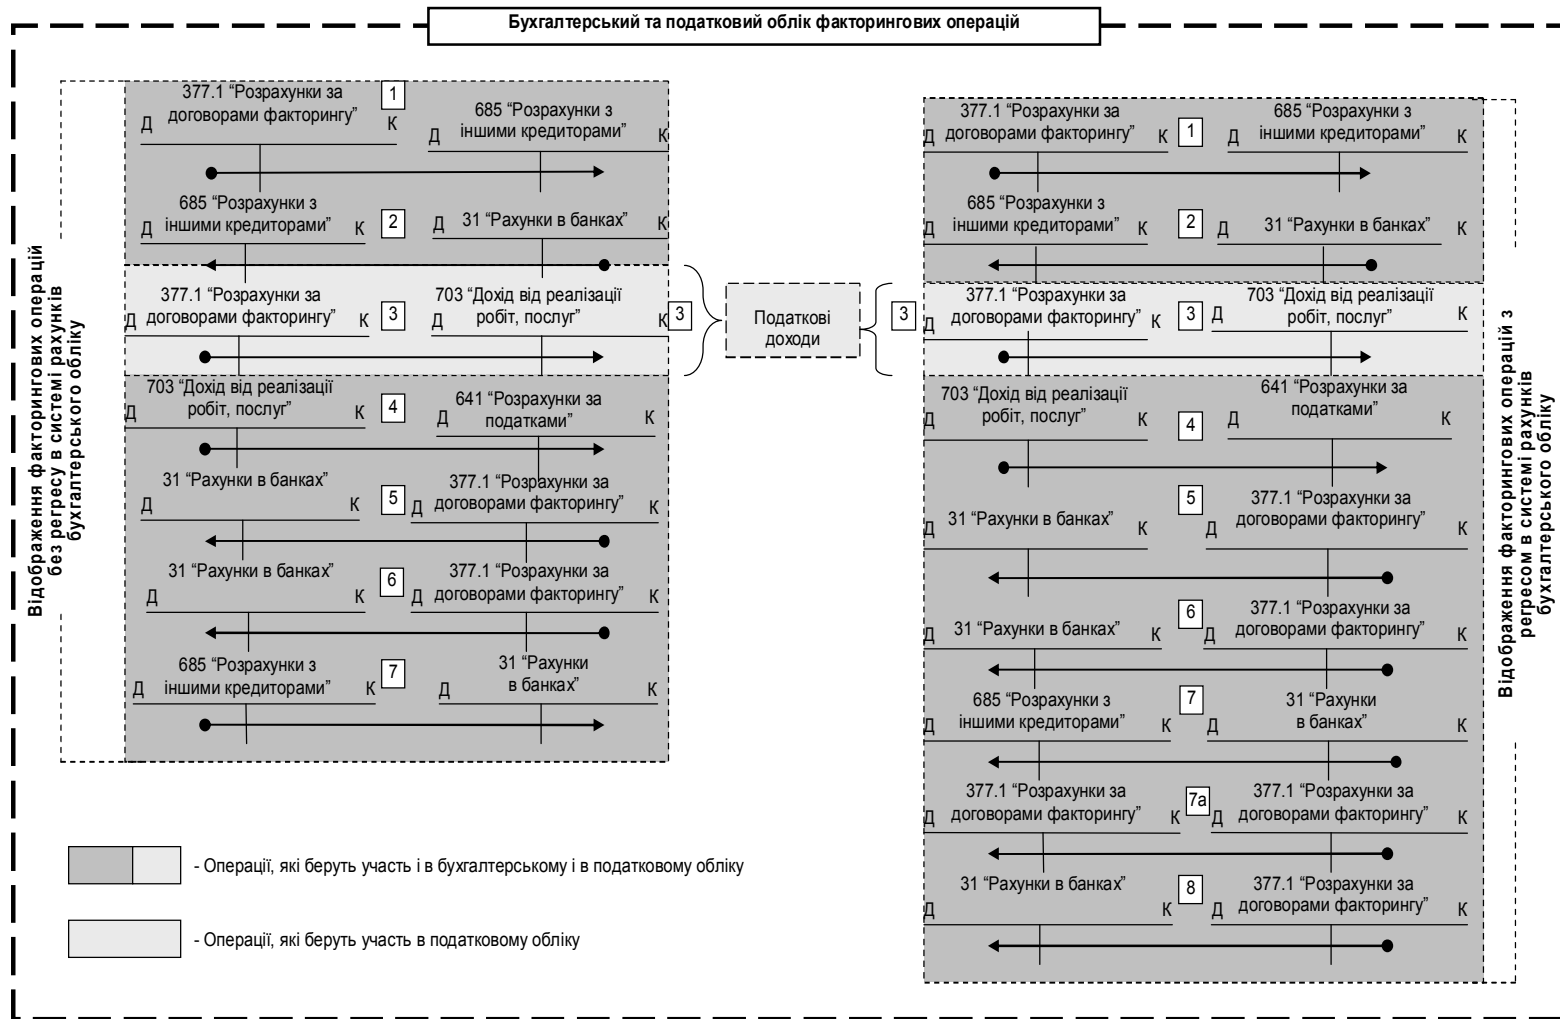 Бухгалтерський та податковий облік факторингових операцій
Відображення факторингових операцій
без регресу в системі рахунків
бухгалтерського обліку
377.1 “Розрахунки за
договорами факторингу”
Д
К
1
685 “Розрахунки з
іншими кредиторами”
Д
К
685 “Розрахунки з
іншими кредиторами”
Д
К
2
31 “Рахунки в банках”
Д
К
377.1 “Розрахунки за
договорами факторингу”
Д
К
3
703 “Дохід від реалізації
робіт, послуг”
Д
К
703 “Дохід від реалізації
робіт, послуг”
Д
К
4
641 “Розрахунки за
податками”
Д
К
31 “Рахунки в банках”
Д
К
5
377.1 “Розрахунки за
договорами факторингу”
Д
К
31 “Рахунки в банках”
Д
К
6
377.1 “Розрахунки за
договорами факторингу”
Д
К
685 “Розрахунки з
іншими кредиторами”
Д
К
7
31 “Рахунки
в банках”
Д
К
3
Податкові
доходи
3
377.1 “Розрахунки за
договорами факторингу”
Д
К
1
685 “Розрахунки з
іншими кредиторами”
Д
К
685 “Розрахунки з
іншими кредиторами”
Д
К
2
31 “Рахунки в банках”
Д
К
377.1 “Розрахунки за
договорами факторингу”
Д
К
3
703 “Дохід від реалізації
робіт, послуг”
Д
К
703 “Дохід від реалізації
робіт, послуг”
Д
К
4
641 “Розрахунки за
податками”
Д
К
31 “Рахунки в банках”
Д
К
5
377.1 “Розрахунки за
договорами факторингу”
Д
К
31 “Рахунки в банках”
Д
К
6
377.1 “Розрахунки за
договорами факторингу”
Д
К
685 “Розрахунки з
іншими кредиторами”
Д
К
7
31 “Рахунки
в банках”
Д
К
377.1 “Розрахунки за
договорами факторингу”
Д
К
7а
377.1 “Розрахунки за
договорами факторингу”
Д
К
31 “Рахунки в банках”
Д
К
8
377.1 “Розрахунки за
договорами факторингу”
Д
К
Відображення факторингових операцій з
регресом в системі рахунків
бухгалтерського обліку
- Операції, які беруть участь і в бухгалтерському і в податковому обліку
- Операції, які беруть участь в податковому обліку